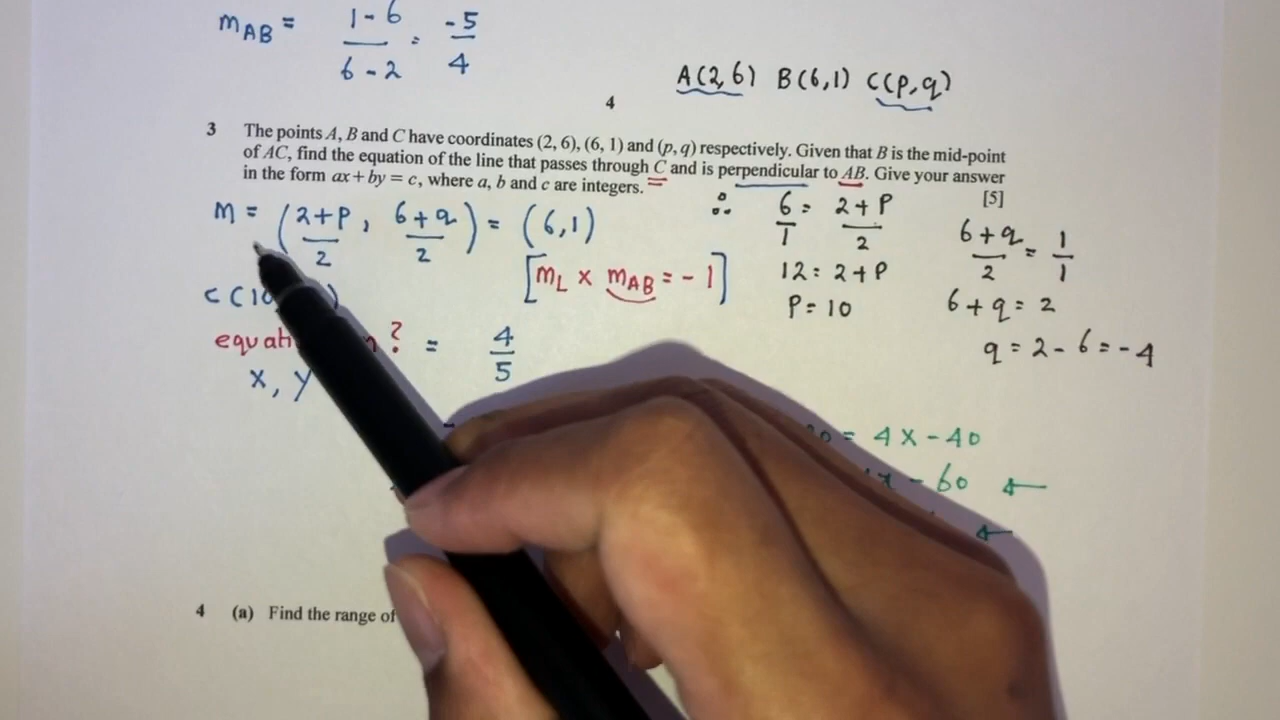 mAB = 1-6 / 6-2 = -5 / 4
A(2,6) B(6,1) C(p,q)
4
3 The points A, B and C have coordinates (2, 6), (6, 1) and (p, q) respectively. Given that B is the mid-point
of AC, find the equation of the line that passes through C and is perpendicular to AB. Give your answer
in the form ax + by = c, where a, b and c are integers.
[5]
M = (2+P / 2, 6+q / 2) = (6,1)
[mL x mAB = -1]
∴ 6/1 = 2+P / 2
12 = 2+P
P = 10
6+q / 2 = 1/1
6+q = 2
q = 2-6 = -4
C(10
? = 4/5
x, y
= 4x-40
-60 ←
←
4 (a) Find the range of